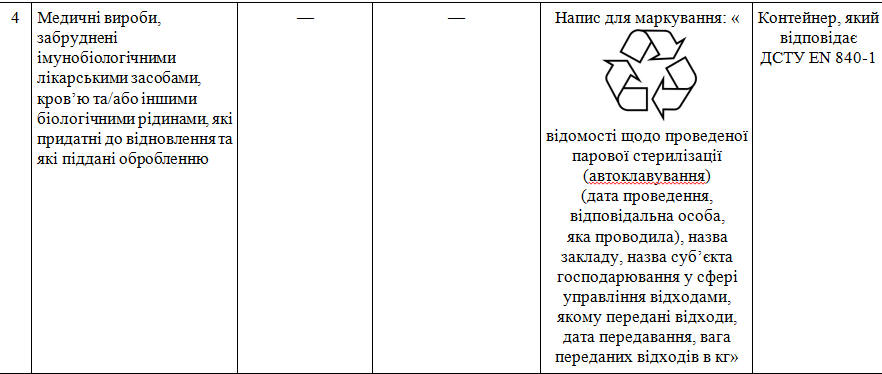 4
Медичні вироби,
забруднені
імунобіологічними
лікарськими засобами,
кров’ю та/або іншими
біологічними рідинами, які
придатні до відновлення та
які піддані обробленню
—
—
Напис для маркування: «
відомості щодо проведеної
парової стерилізації
(автоклавування)
(дата проведення,
відповідальна особа,
яка проводила), назва
закладу, назва суб’єкта
господарювання у сфері
управління відходами,
якому передані відходи,
дата передавання, вага
переданих відходів в кг»
Контейнер, який
відповідає
ДСТУ EN 840-1